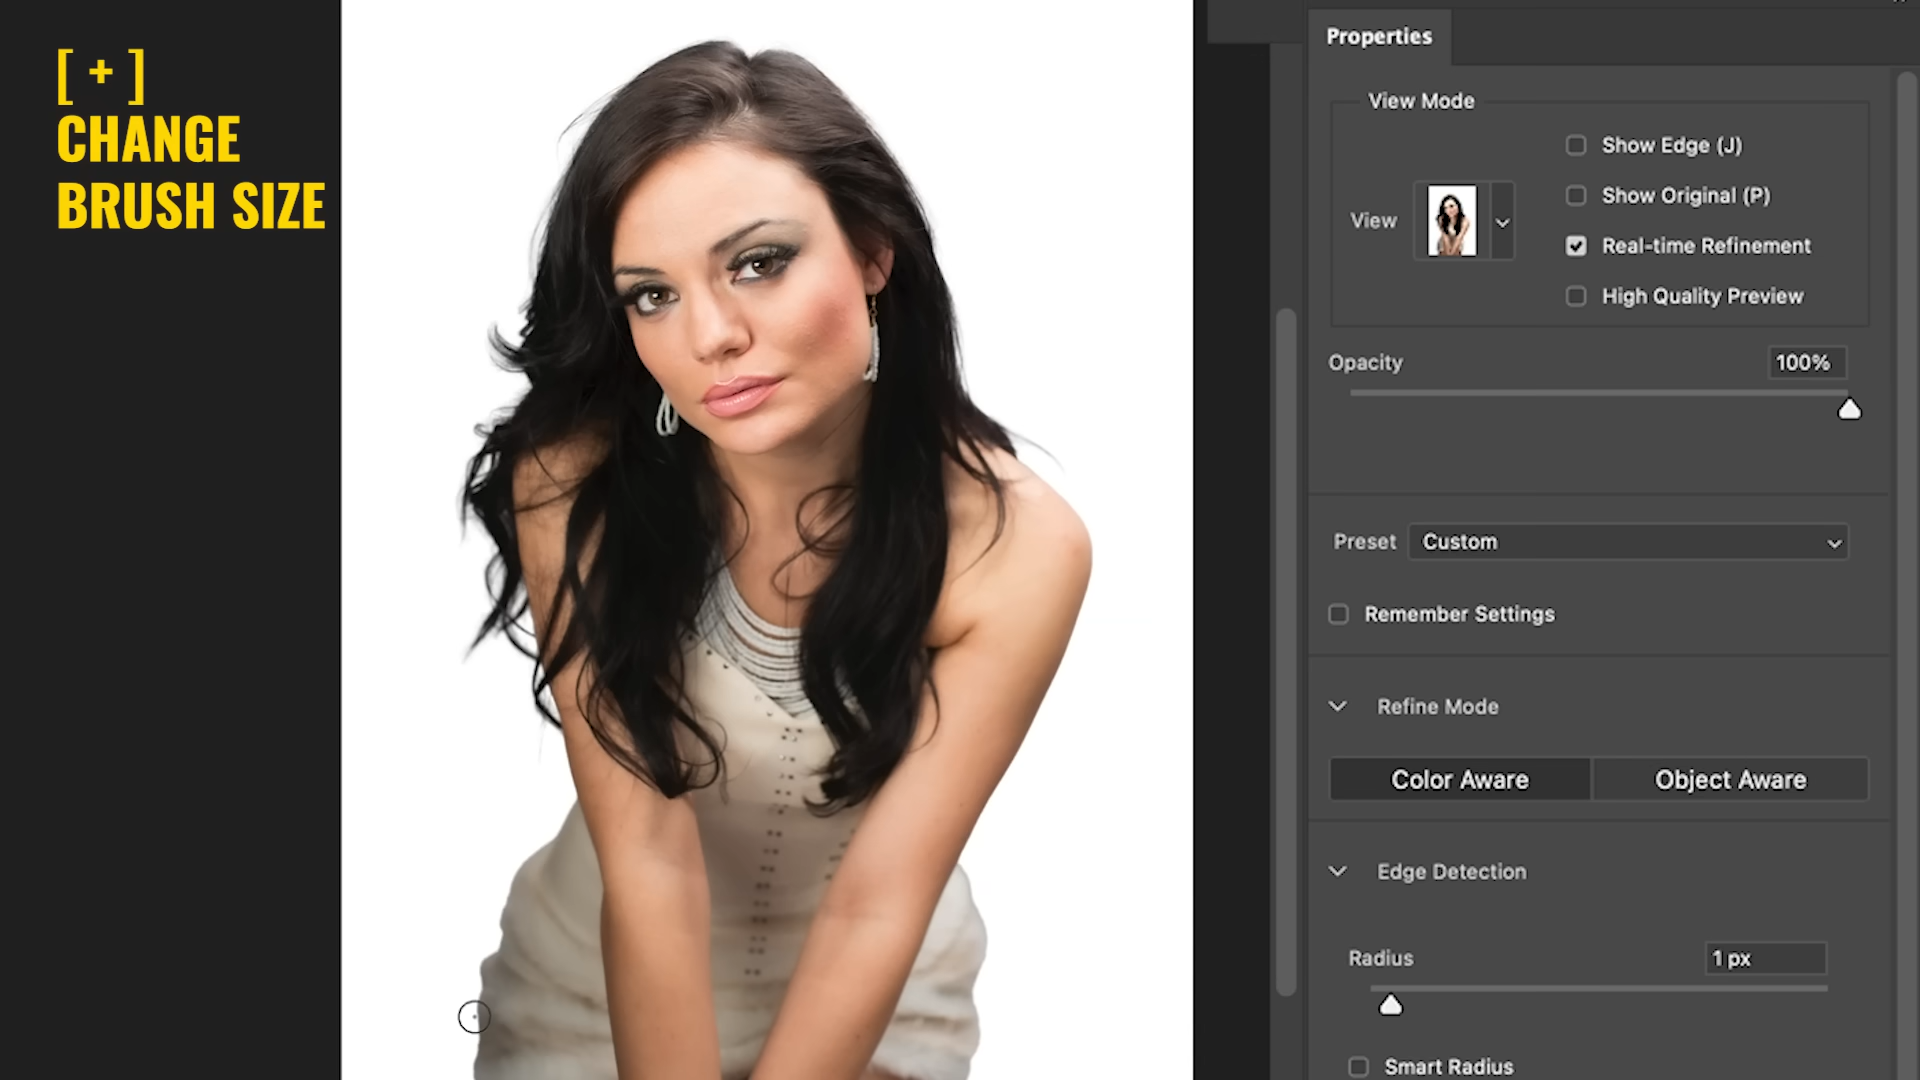 [ + ]
CHANGE
BRUSH SIZE
Properties
View Mode
Show Edge (J)
Show Original (P)
View
Real-time Refinement
High Quality Preview
Opacity
100%
Preset
Custom
Remember Settings
Refine Mode
Color Aware
Object Aware
Edge Detection
Radius
1 px
Smart Radius